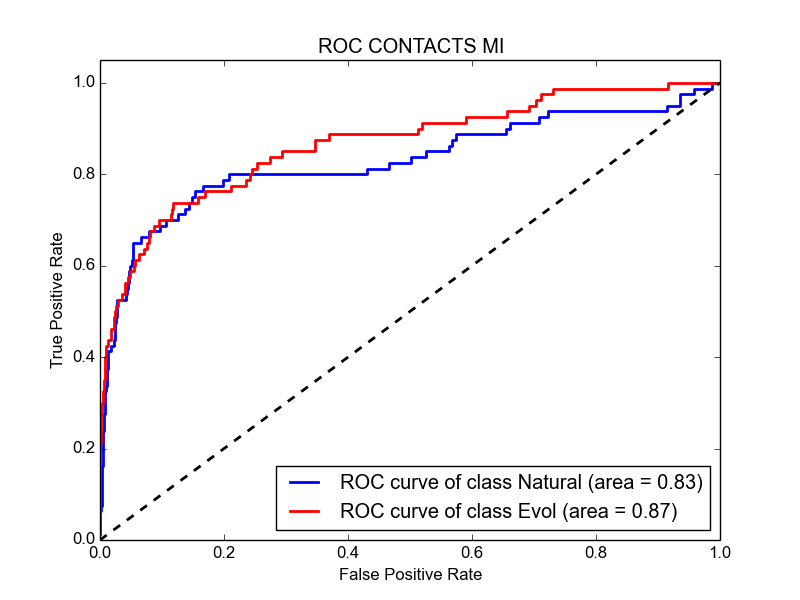 ROC CONTACTS MI
True Positive Rate
1.0
0.8
0.6
0.4
0.2
0.0
ROC curve of class Natural (area = 0.83)
ROC curve of class Evol (area = 0.87)
0.0 0.2 0.4 0.6 0.8 1.0
False Positive Rate